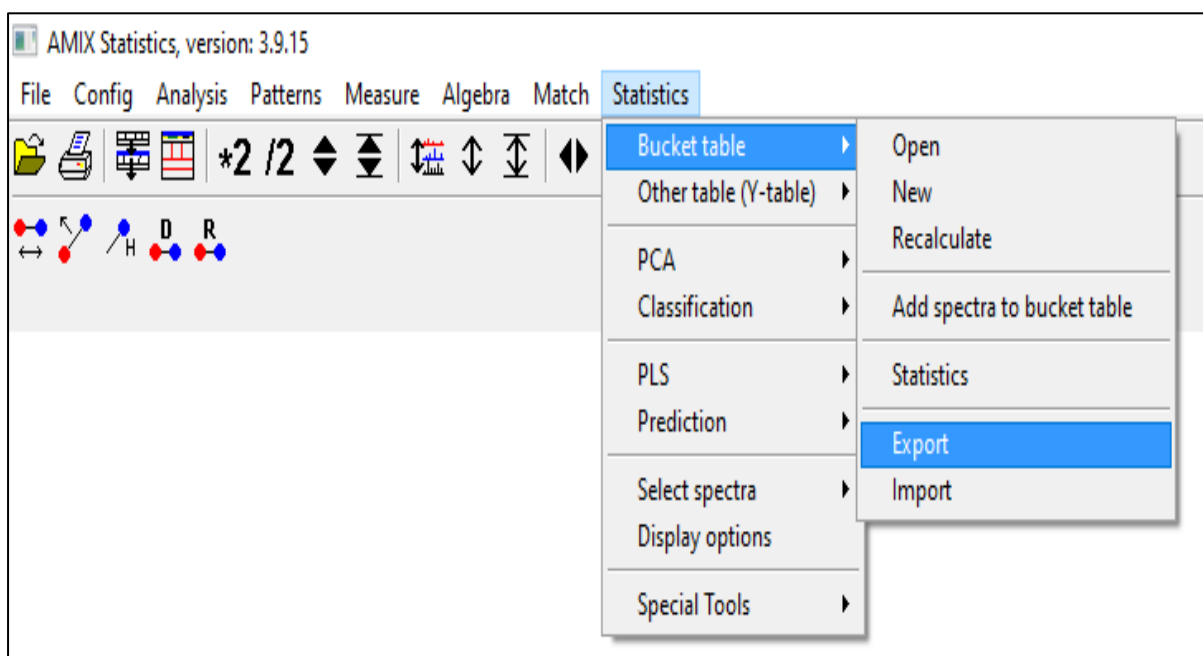 AMIX Statistics, version: 3.9.15
File Config Analysis Patterns Measure Algebra Match Statistics
*2 /2
D R
H
Bucket table
Other table (Y-table)
PCA
Classification
PLS
Prediction
Select spectra
Display options
Special Tools
Open
New
Recalculate
Add spectra to bucket table
Statistics
Export
Import